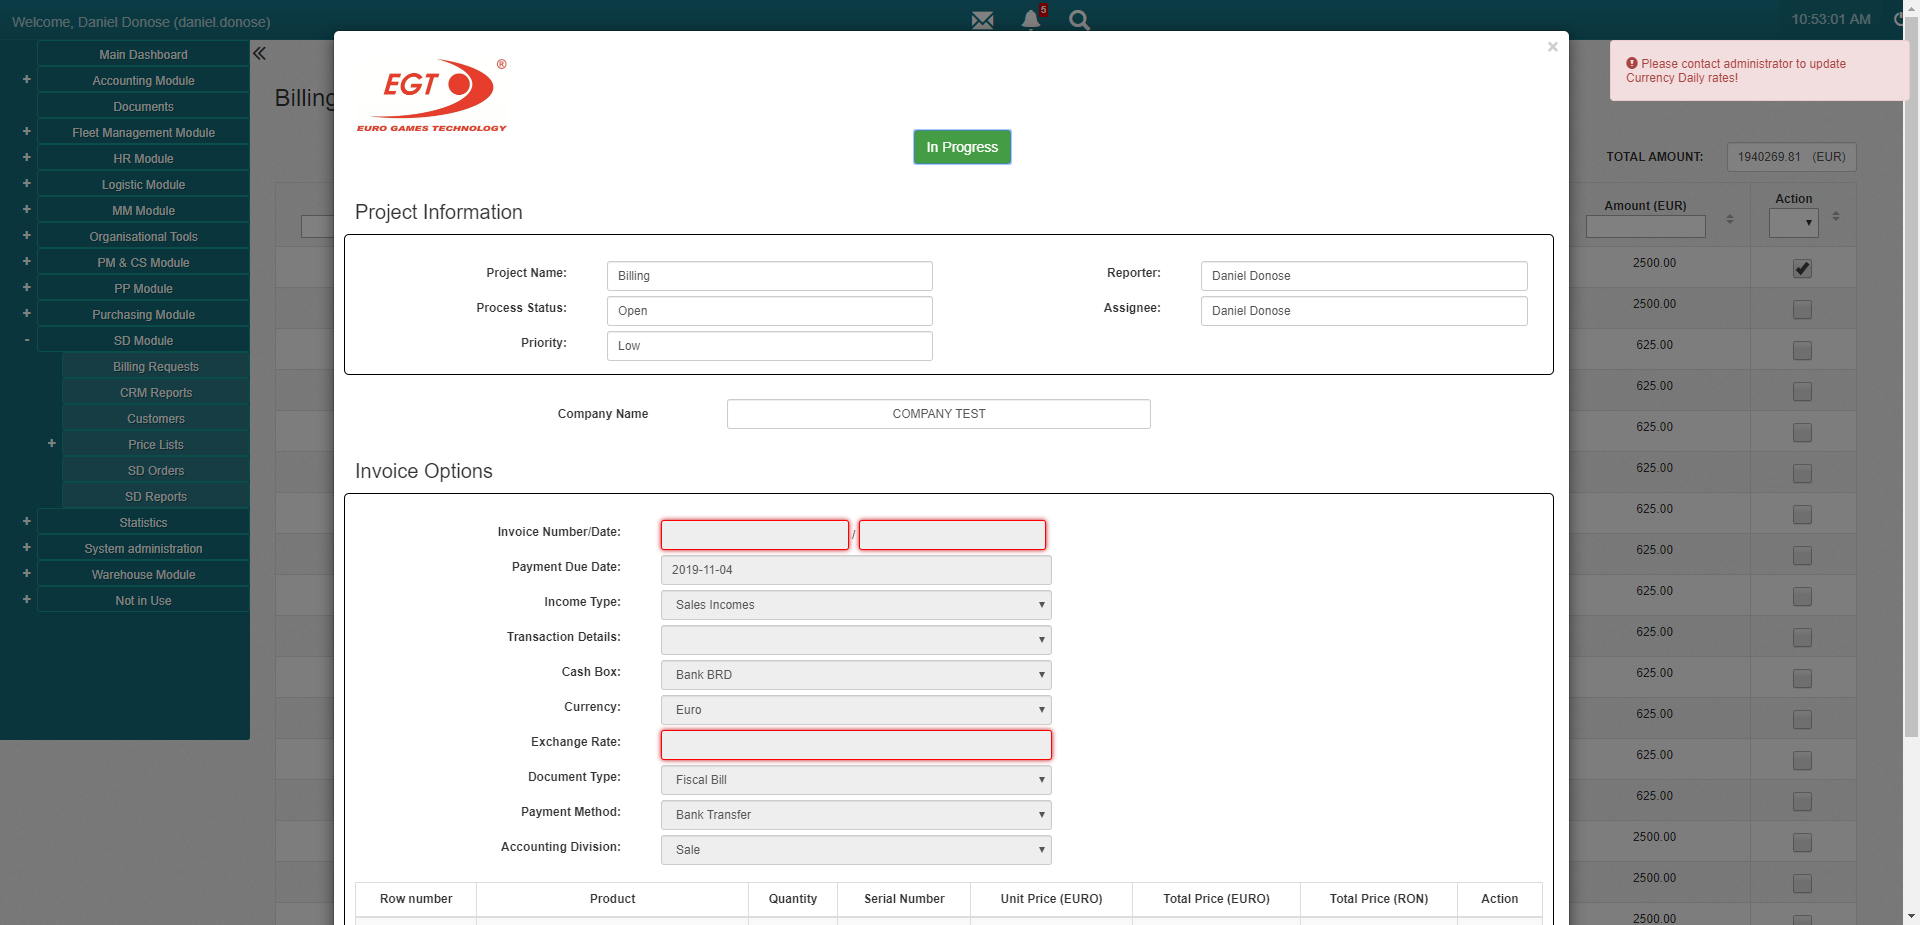 Welcome, Daniel Donose (daniel.donose)
5
10:53:01 AM
Main Dashboard
Accounting Module
Documents
Fleet Management Module
HR Module
Logistic Module
MM Module
Organisational Tools
PM & CS Module
PP Module
Purchasing Module
SD Module
Billing Requests
CRM Reports
Customers
Price Lists
SD Orders
SD Reports
Statistics
System administration
Warehouse Module
Not in Use
Billing
EGT ®
EURO GAMES TECHNOLOGY
×
In Progress
Project Information
Project Name: Billing
Reporter: Daniel Donose
Process Status: Open
Assignee: Daniel Donose
Priority: Low
Company Name COMPANY TEST
Invoice Options
Invoice Number/Date: /
Payment Due Date: 2019-11-04
Income Type: Sales Incomes
Transaction Details:
Cash Box: Bank BRD
Currency: Euro
Exchange Rate:
Document Type: Fiscal Bill
Payment Method: Bank Transfer
Accounting Division: Sale
Row number Product Quantity Serial Number Unit Price (EURO) Total Price (EURO) Total Price (RON) Action
Please contact administrator to update
Currency Daily rates!
TOTAL AMOUNT: 1940269.81 (EUR)
Amount (EUR) Action
2500.00
2500.00
625.00
625.00
625.00
625.00
625.00
625.00
625.00
625.00
625.00
625.00
625.00
625.00
2500.00
2500.00
2500.00